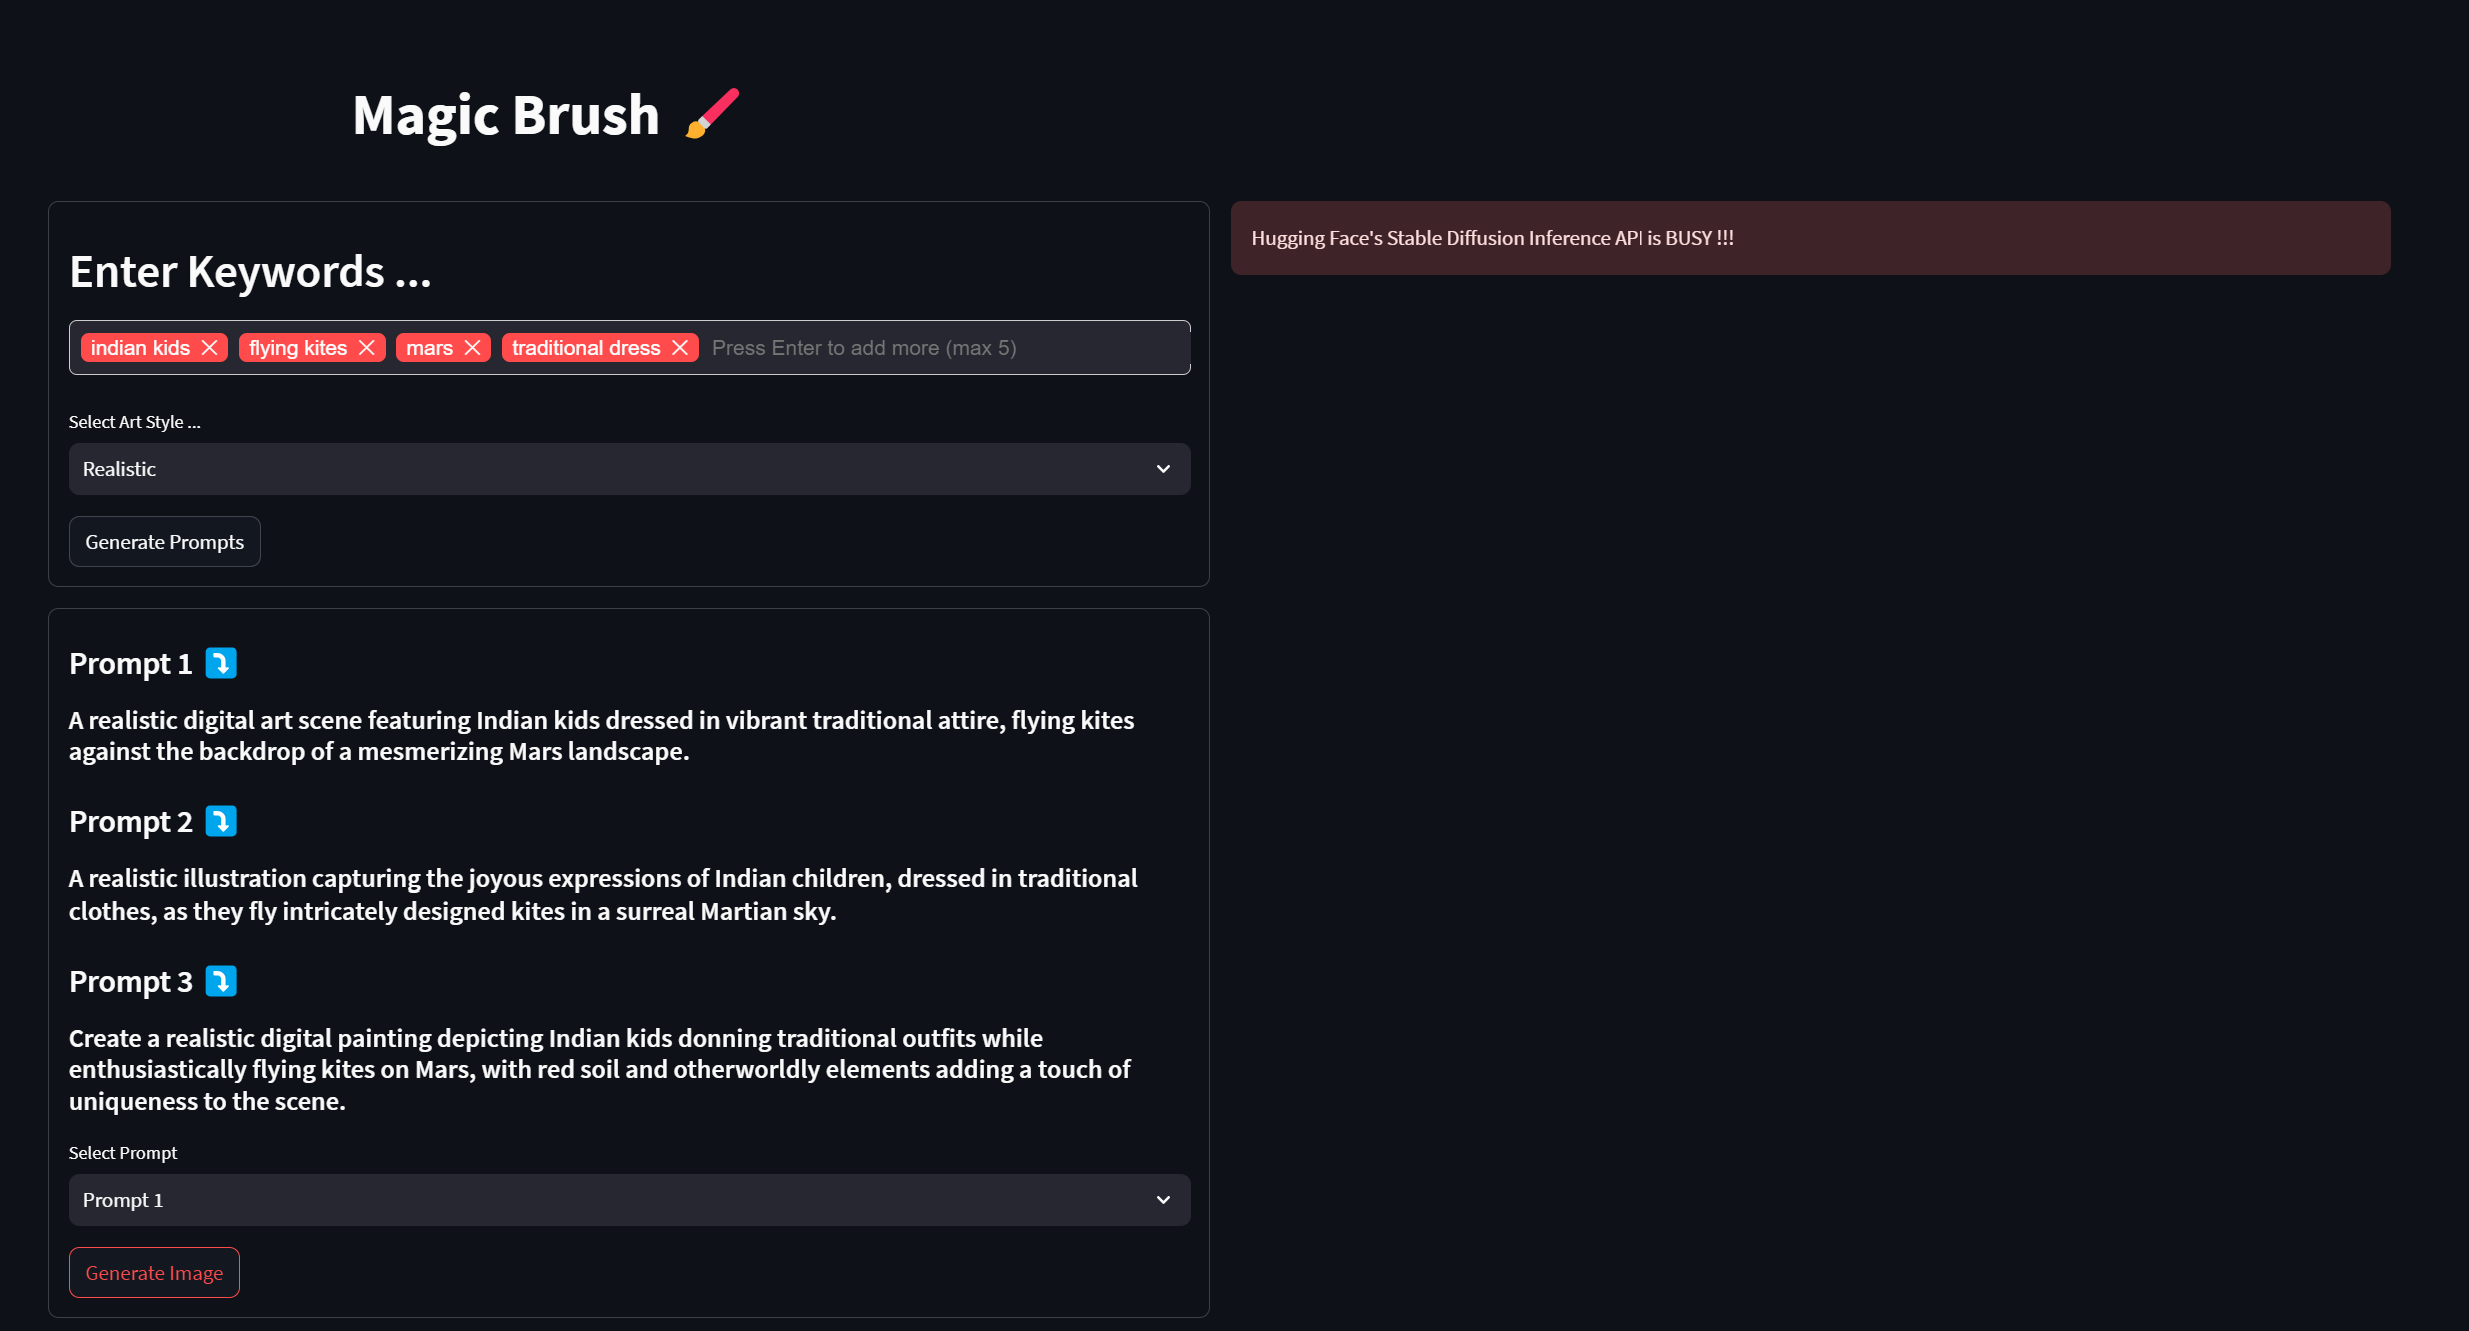 Magic Brush
Enter Keywords ...
indian kids
flying kites
mars
traditional dress
Press Enter to add more (max 5)
Select Art Style ...
Realistic
Generate Prompts
Prompt 1
A realistic digital art scene featuring Indian kids dressed in vibrant traditional attire, flying kites
against the backdrop of a mesmerizing Mars landscape.
Prompt 2
A realistic illustration capturing the joyous expressions of Indian children, dressed in traditional
clothes, as they fly intricately designed kites in a surreal Martian sky.
Prompt 3
Create a realistic digital painting depicting Indian kids donning traditional outfits while
enthusiastically flying kites on Mars, with red soil and otherworldly elements adding a touch of
uniqueness to the scene.
Select Prompt
Prompt 1
Generate Image
Hugging Face's Stable Diffusion Inference API is BUSY !!!